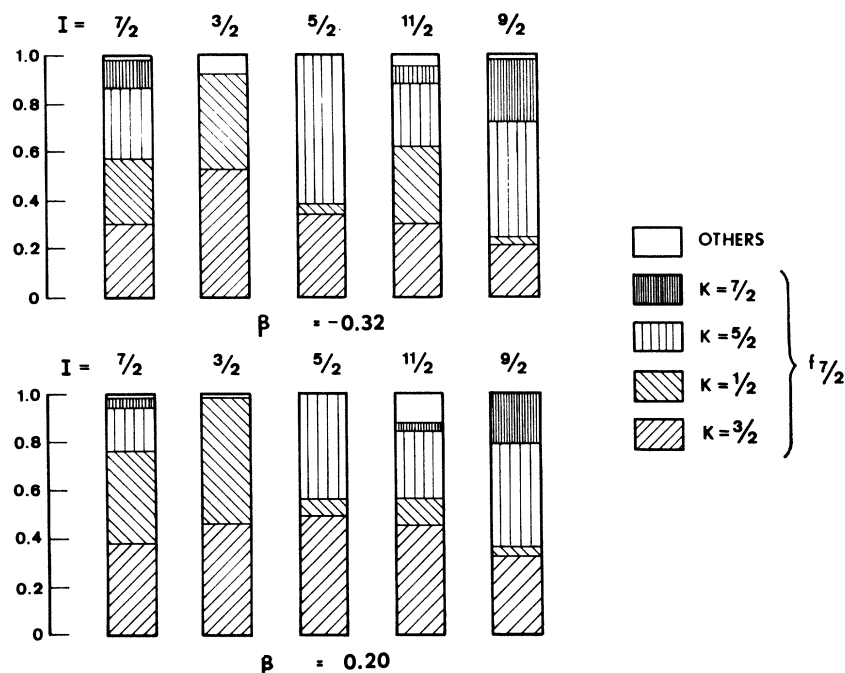 I = 7/2 3/2 5/2 11/2 9/2
1.0
0.8
0.6
0.4
0.2
0
β = -0.32
I = 7/2 3/2 5/2 11/2 9/2
1.0
0.8
0.6
0.4
0.2
0
β = 0.20
OTHERS
K = 7/2
K = 5/2
K = 1/2
K = 3/2
f 7/2